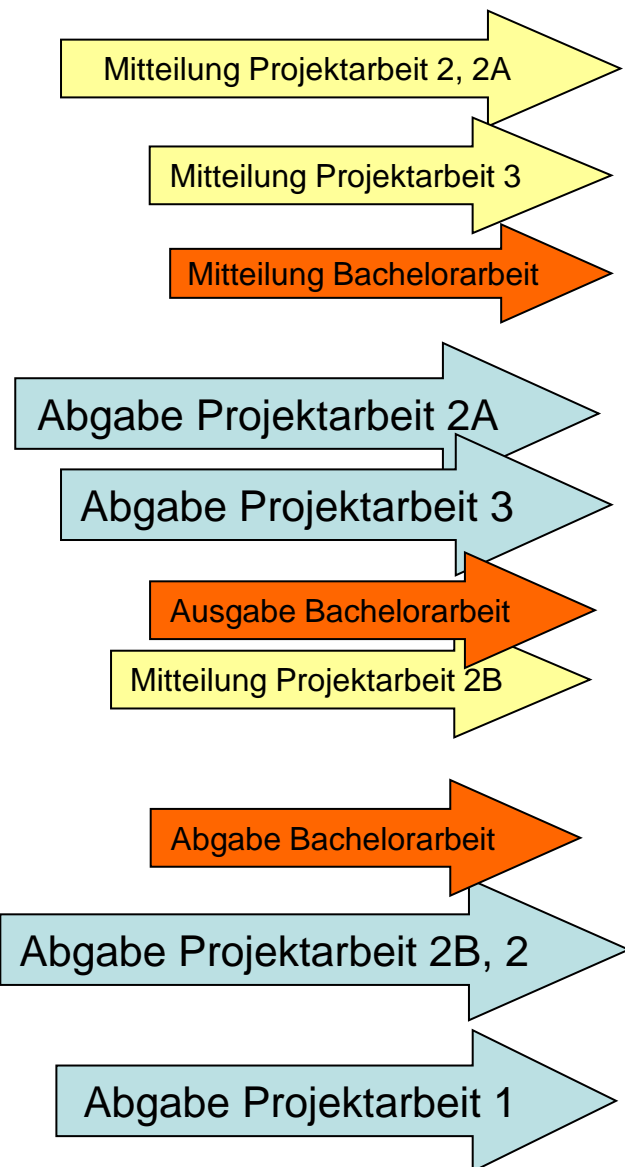 Mitteilung Projektarbeit 2, 2A
Mitteilung Projektarbeit 3
Mitteilung Bachelorarbeit
Abgabe Projektarbeit 2A
Abgabe Projektarbeit 3
Ausgabe Bachelorarbeit
Mitteilung Projektarbeit 2B
Abgabe Bachelorarbeit
Abgabe Projektarbeit 2B, 2
Abgabe Projektarbeit 1